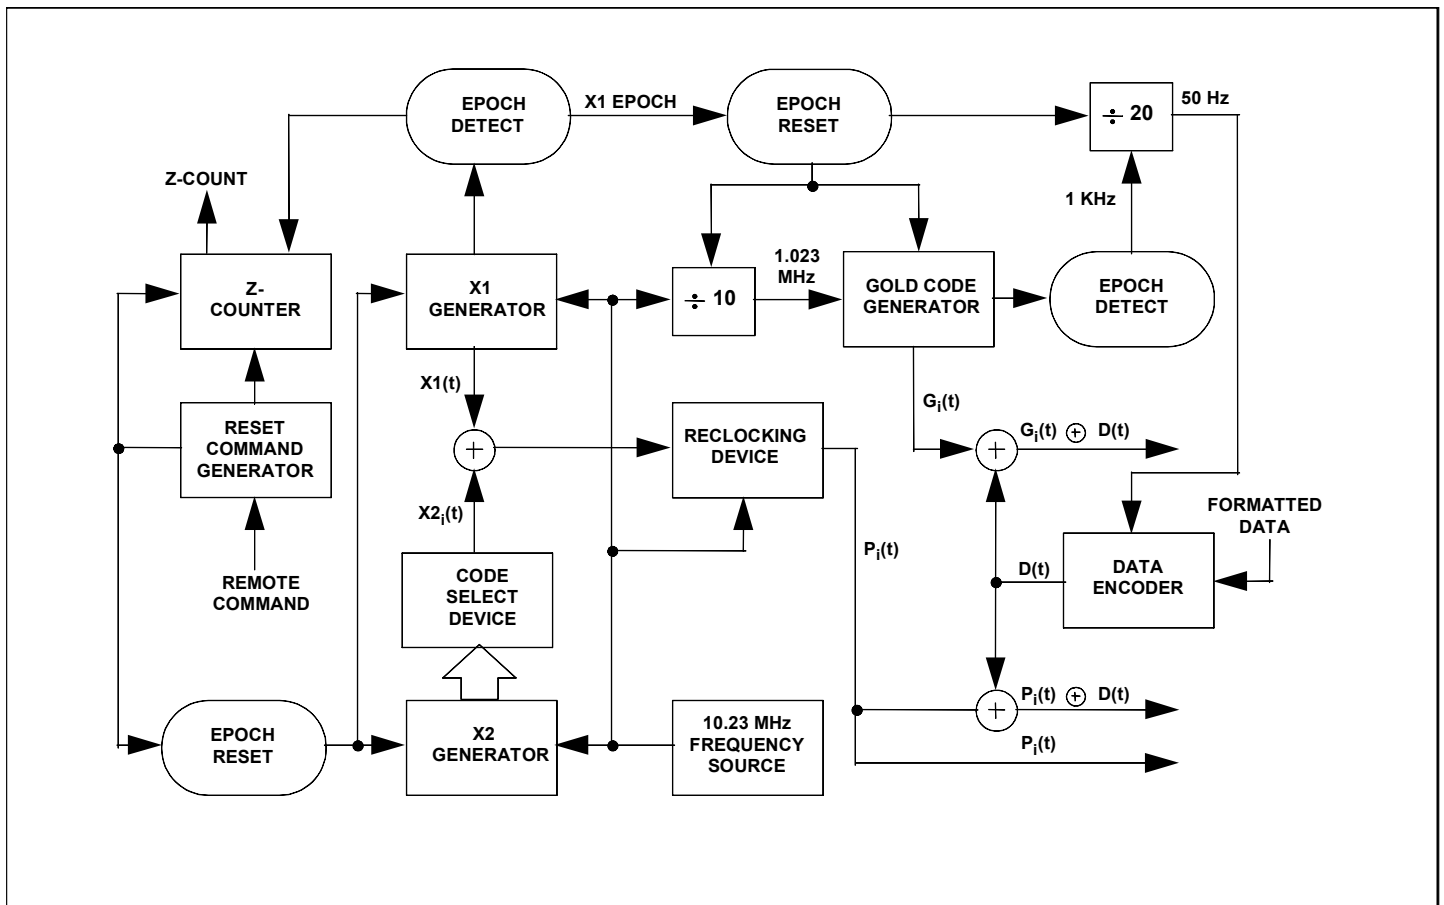 EPOCH
DETECT
X1 EPOCH
EPOCH
RESET
÷ 20
50 Hz
Z-COUNT
1 KHz
Z-
COUNTER
X1
GENERATOR
÷ 10
1.023
MHz
GOLD CODE
GENERATOR
EPOCH
DETECT
X1(t)
RESET
COMMAND
GENERATOR
RECLOCKING
DEVICE
Gi(t)
Gi(t) ⊕ D(t)
X2i(t)
FORMATTED
DATA
REMOTE
COMMAND
CODE
SELECT
DEVICE
Pi(t)
D(t)
DATA
ENCODER
EPOCH
RESET
X2
GENERATOR
10.23 MHz
FREQUENCY
SOURCE
Pi(t) ⊕ D(t)
Pi(t)